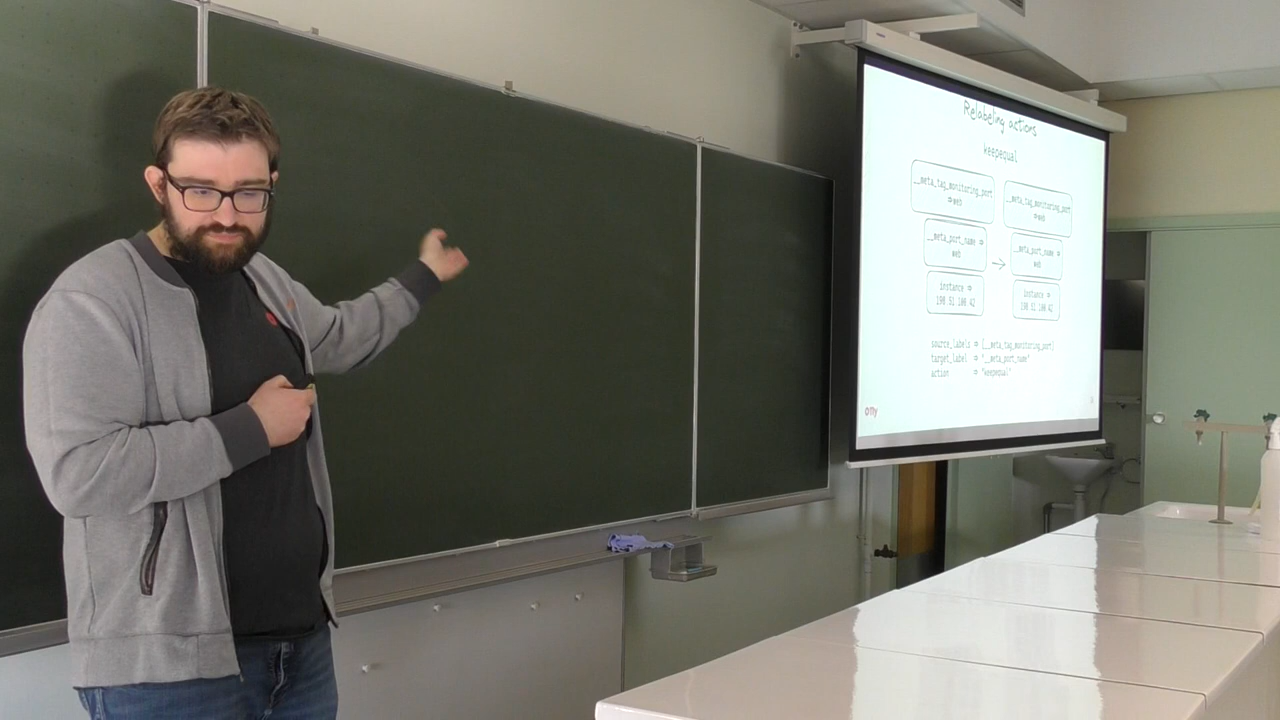 Relabeling actions
keepequal
__meta_tag_monitoring_port
⇒web
__meta_port_name ⇒
web
instance ⇒
198.51.100.42
→
__meta_tag_monitoring_port
⇒web
__meta_port_name ⇒
web
instance ⇒
198.51.100.42
source_labels ⇒ [__meta_tag_monitoring_port]
target_label ⇒ "__meta_port_name"
action ⇒ "keepequal"
o11y